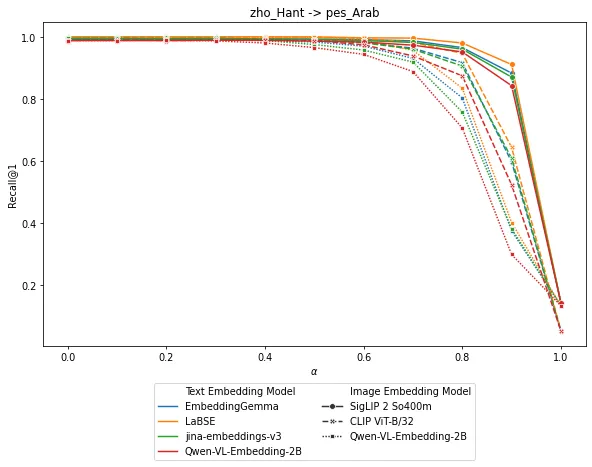 zho_Hant -> pes_Arab
1.0
0.8
0.6
0.4
0.2
Recall@1
0.0 0.2 0.4 0.6 0.8 1.0
α
Text Embedding Model Image Embedding Model
EmbeddingGemma SigLIP 2 So400m
LaBSE CLIP ViT-B/32
jina-embeddings-v3 Qwen-VL-Embedding-2B
Qwen-VL-Embedding-2B